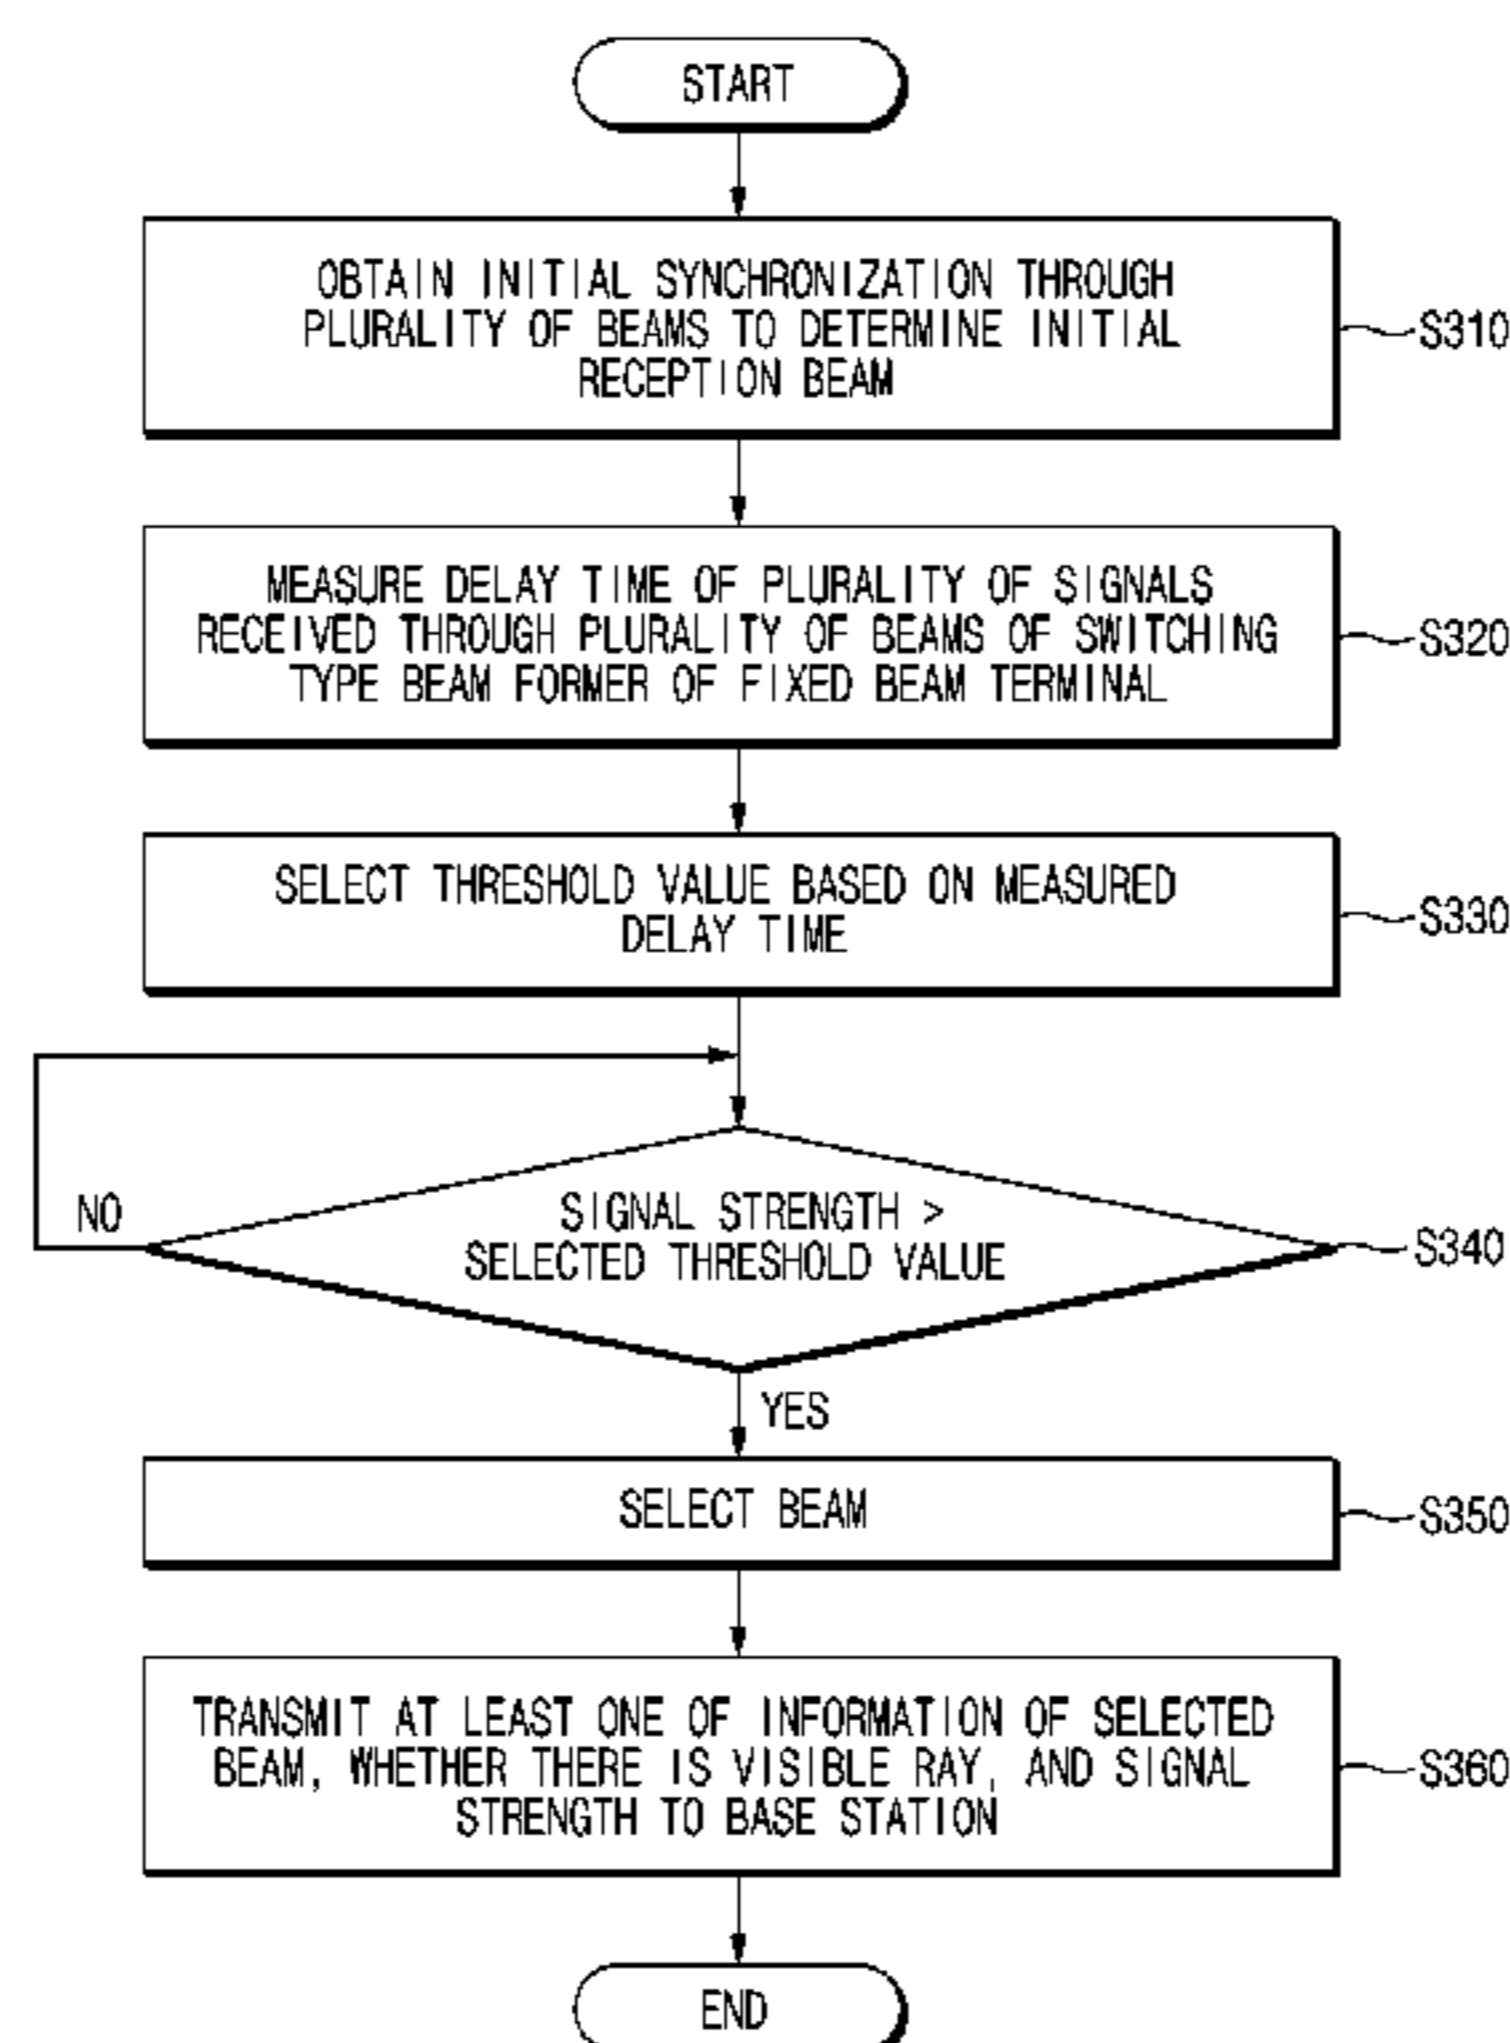 START
OBTAIN INITIAL SYNCHRONIZATION THROUGH
PLURALITY OF BEAMS TO DETERMINE INITIAL
RECEPTION BEAM
S310
MEASURE DELAY TIME OF PLURALITY OF SIGNALS
RECEIVED THROUGH PLURALITY OF BEAMS OF SWITCHING
TYPE BEAM FORMER OF FIXED BEAM TERMINAL
S320
SELECT THRESHOLD VALUE BASED ON MEASURED
DELAY TIME
S330
NO
SIGNAL STRENGTH >
SELECTED THRESHOLD VALUE
S340
YES
SELECT BEAM
S350
TRANSMIT AT LEAST ONE OF INFORMATION OF SELECTED
BEAM, WHETHER THERE IS VISIBLE RAY, AND SIGNAL
STRENGTH TO BASE STATION
S360
END